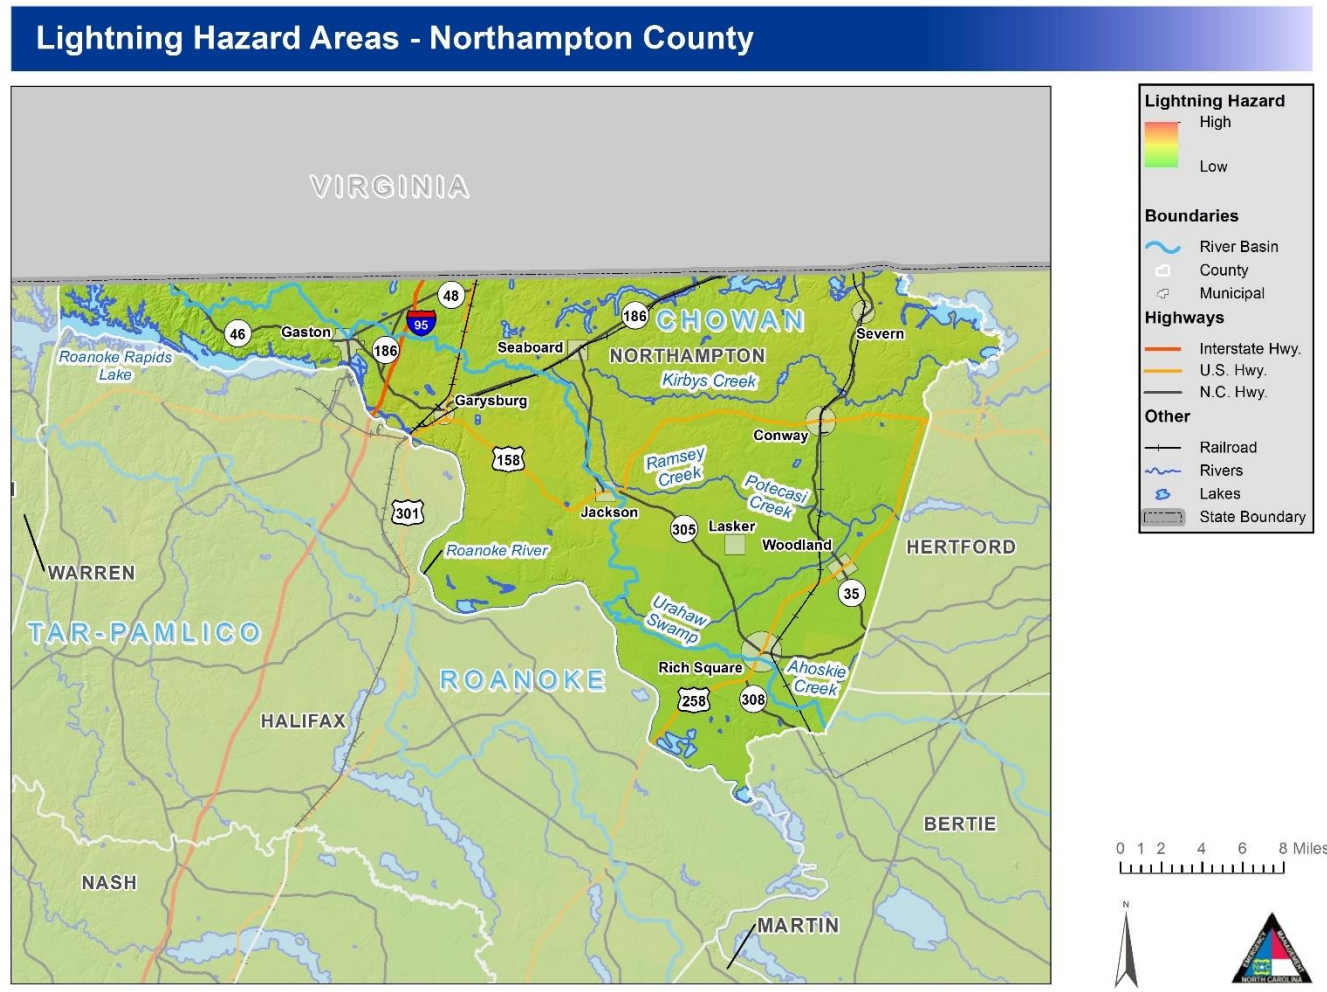 Lightning Hazard Areas - Northampton County
VIRGINIA
48
95
186
46
Gaston
CHOWAN
186
Severn
Seaboard
NORTHAMPTON
Roanoke Rapids
Lake
Kirbys Creek
Garysburg
Conway
158
Ramsey
Creek
Potecasi
Creek
301
Jackson
305
Lasker
Woodland
HERTFORD
Roanoke River
WARREN
35
Urahaw
Swamp
TAR-PAMLICO
Rich Square
Ahoskie
Creek
ROANOKE
258
308
HALIFAX
BERTIE
NASH
MARTIN
Lightning Hazard
High
Low
Boundaries
River Basin
County
Municipal
Highways
Interstate Hwy.
U.S. Hwy.
N.C. Hwy.
Other
Railroad
Rivers
Lakes
State Boundary
0 1 2 4 6 8 Miles
N
EMERGENCY
MANAGEMENT
NORTH CAROLINA